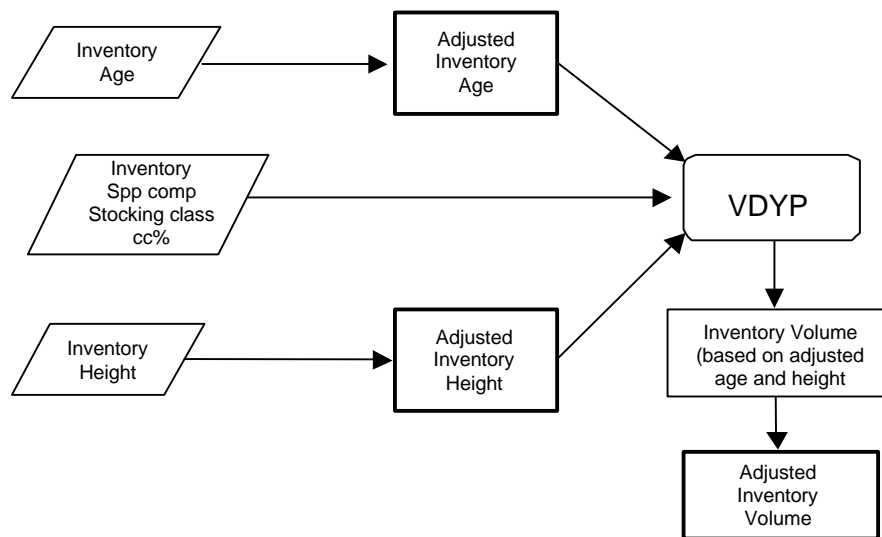 Inventory
Age
Adjusted
Inventory
Age
Inventory
Spp comp
Stocking class
cc%
VDYP
Inventory
Height
Adjusted
Inventory
Height
Inventory Volume
(based on adjusted
age and height
Adjusted
Inventory
Volume